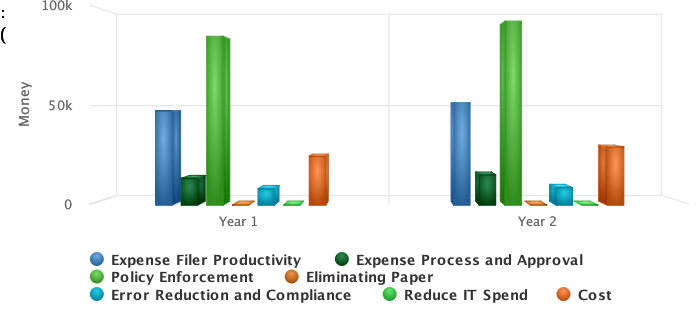 :
(
100k
50k
0
Money
Year 1 Year 2
Expense Filer Productivity Expense Process and Approval
Policy Enforcement Eliminating Paper
Error Reduction and Compliance Reduce IT Spend Cost